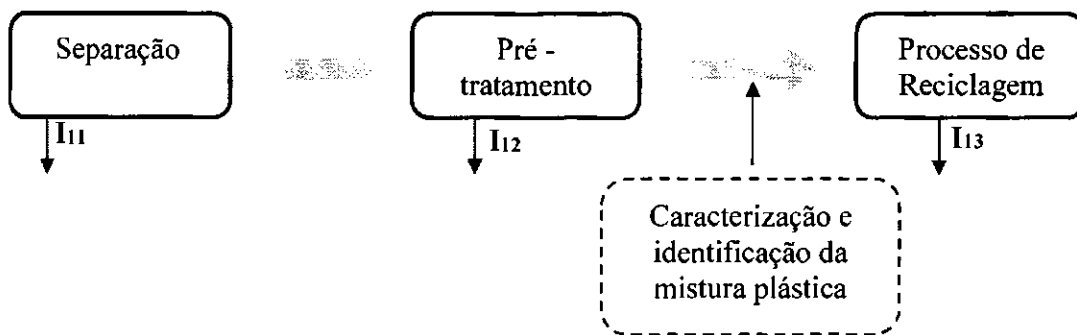 Separação
Pré -
tratamento
Processo de
Reciclagem
I11
I12
I13
Caracterização e
identificação da
mistura plástica